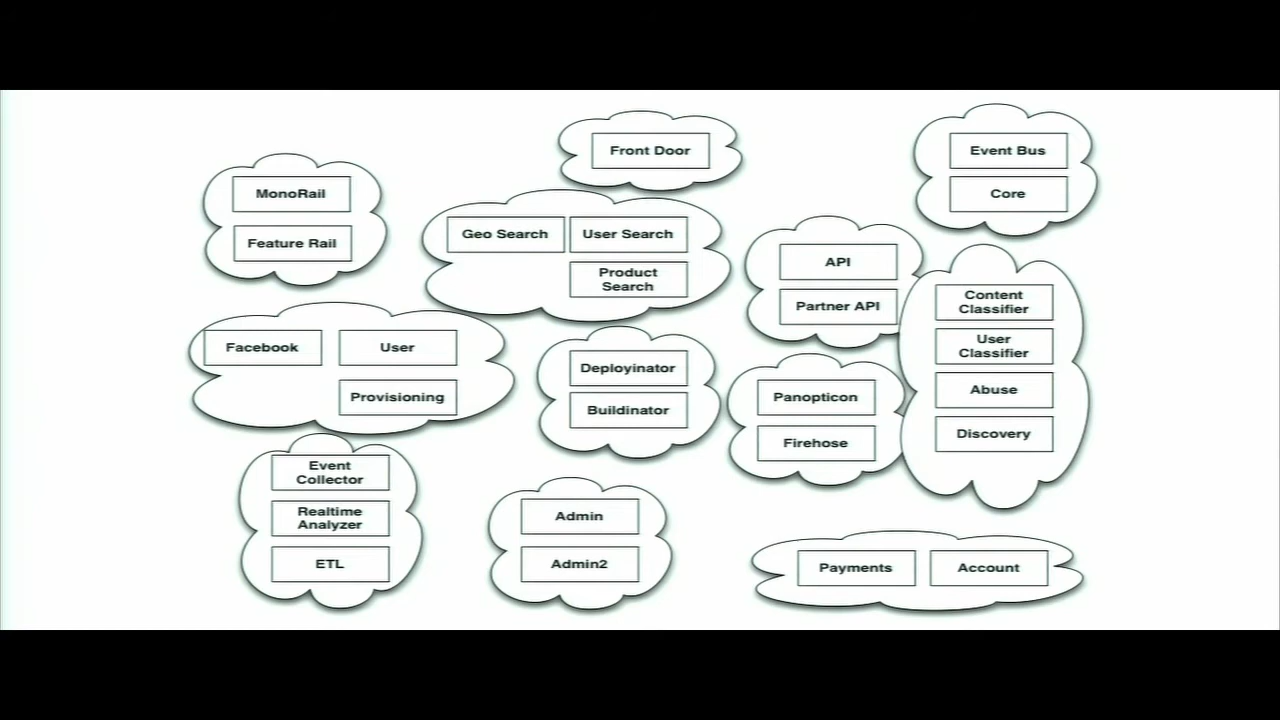 Front Door
Event Bus
Core
MonoRail
Feature Rail
Geo Search
User Search
Product
Search
API
Partner API
Content
Classifier
User
Classifier
Abuse
Discovery
Facebook
User
Provisioning
Deployinator
Buildinator
Panopticon
Firehose
Event
Collector
Realtime
Analyzer
ETL
Admin
Admin2
Payments
Account